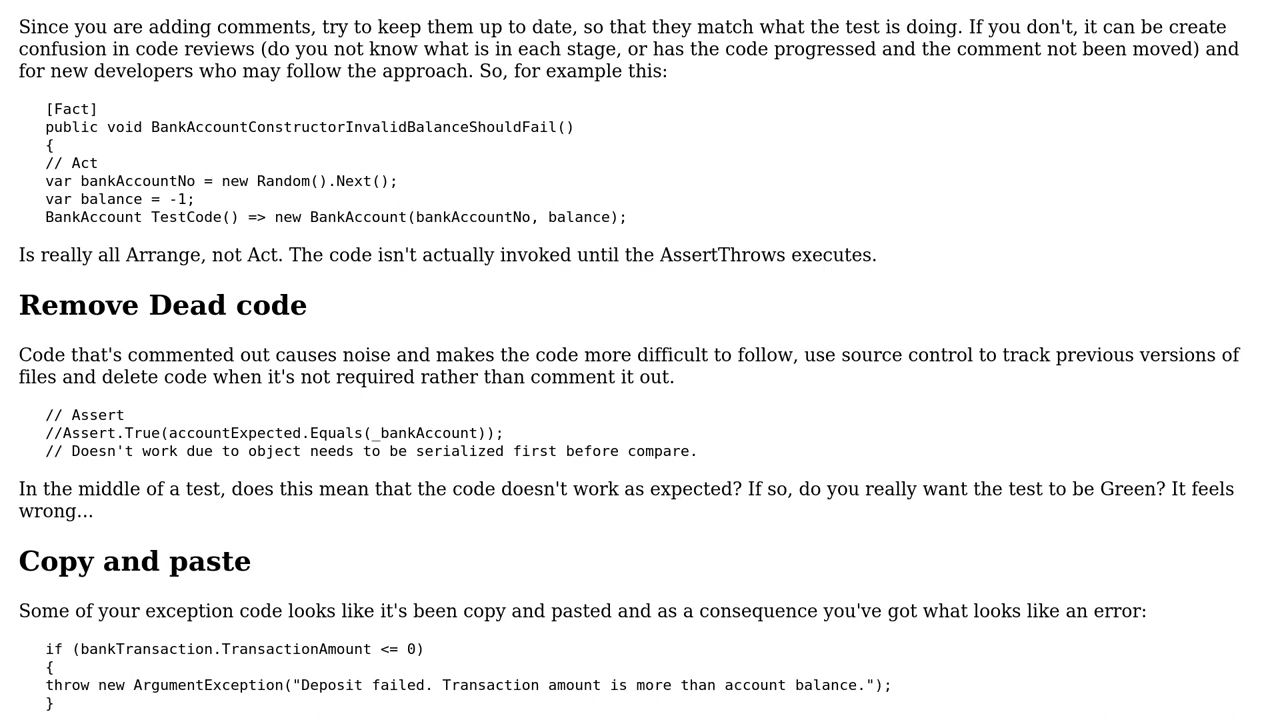 Since you are adding comments, try to keep them up to date, so that they match what the test is doing. If you don't, it can be create
confusion in code reviews (do you not know what is in each stage, or has the code progressed and the comment not been moved) and
for new developers who may follow the approach. So, for example this:
[Fact]
public void BankAccountConstructorInvalidBalanceShouldFail()
{
// Act
var bankAccountNo = new Random().Next();
var balance = -1;
BankAccount TestCode() => new BankAccount(bankAccountNo, balance);
Is really all Arrange, not Act. The code isn't actually invoked until the AssertThrows executes.
Remove Dead code
Code that's commented out causes noise and makes the code more difficult to follow, use source control to track previous versions of
files and delete code when it's not required rather than comment it out.
// Assert
//Assert.True(accountExpected.Equals(_bankAccount));
// Doesn't work due to object needs to be serialized first before compare.
In the middle of a test, does this mean that the code doesn't work as expected? If so, do you really want the test to be Green? It feels
wrong...
Copy and paste
Some of your exception code looks like it's been copy and pasted and as a consequence you've got what looks like an error:
if (bankTransaction.TransactionAmount <= 0)
{
throw new ArgumentException("Deposit failed. Transaction amount is more than account balance.");
}